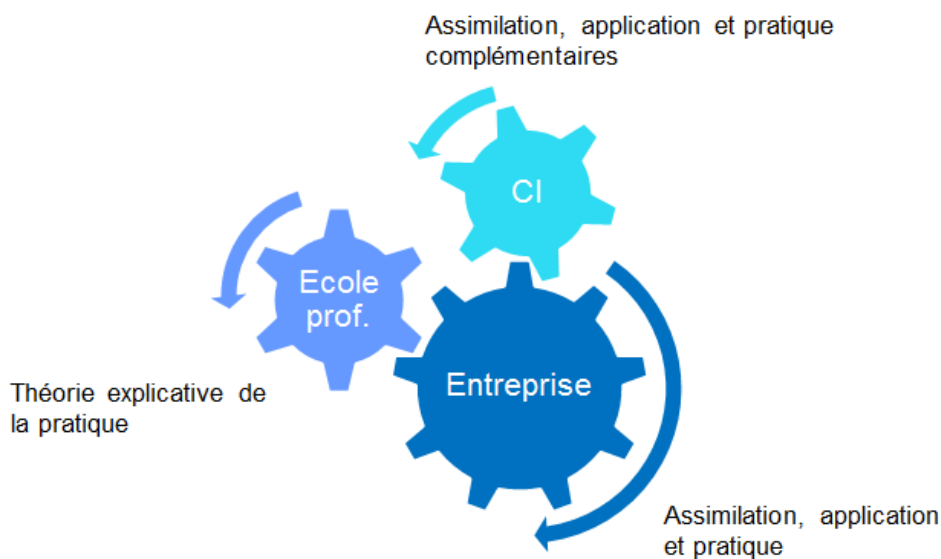 Assimilation, application et pratique
complémentaires
CI
Ecole
prof.
Entreprise
Théorie explicative de
la pratique
Assimilation, application
et pratique